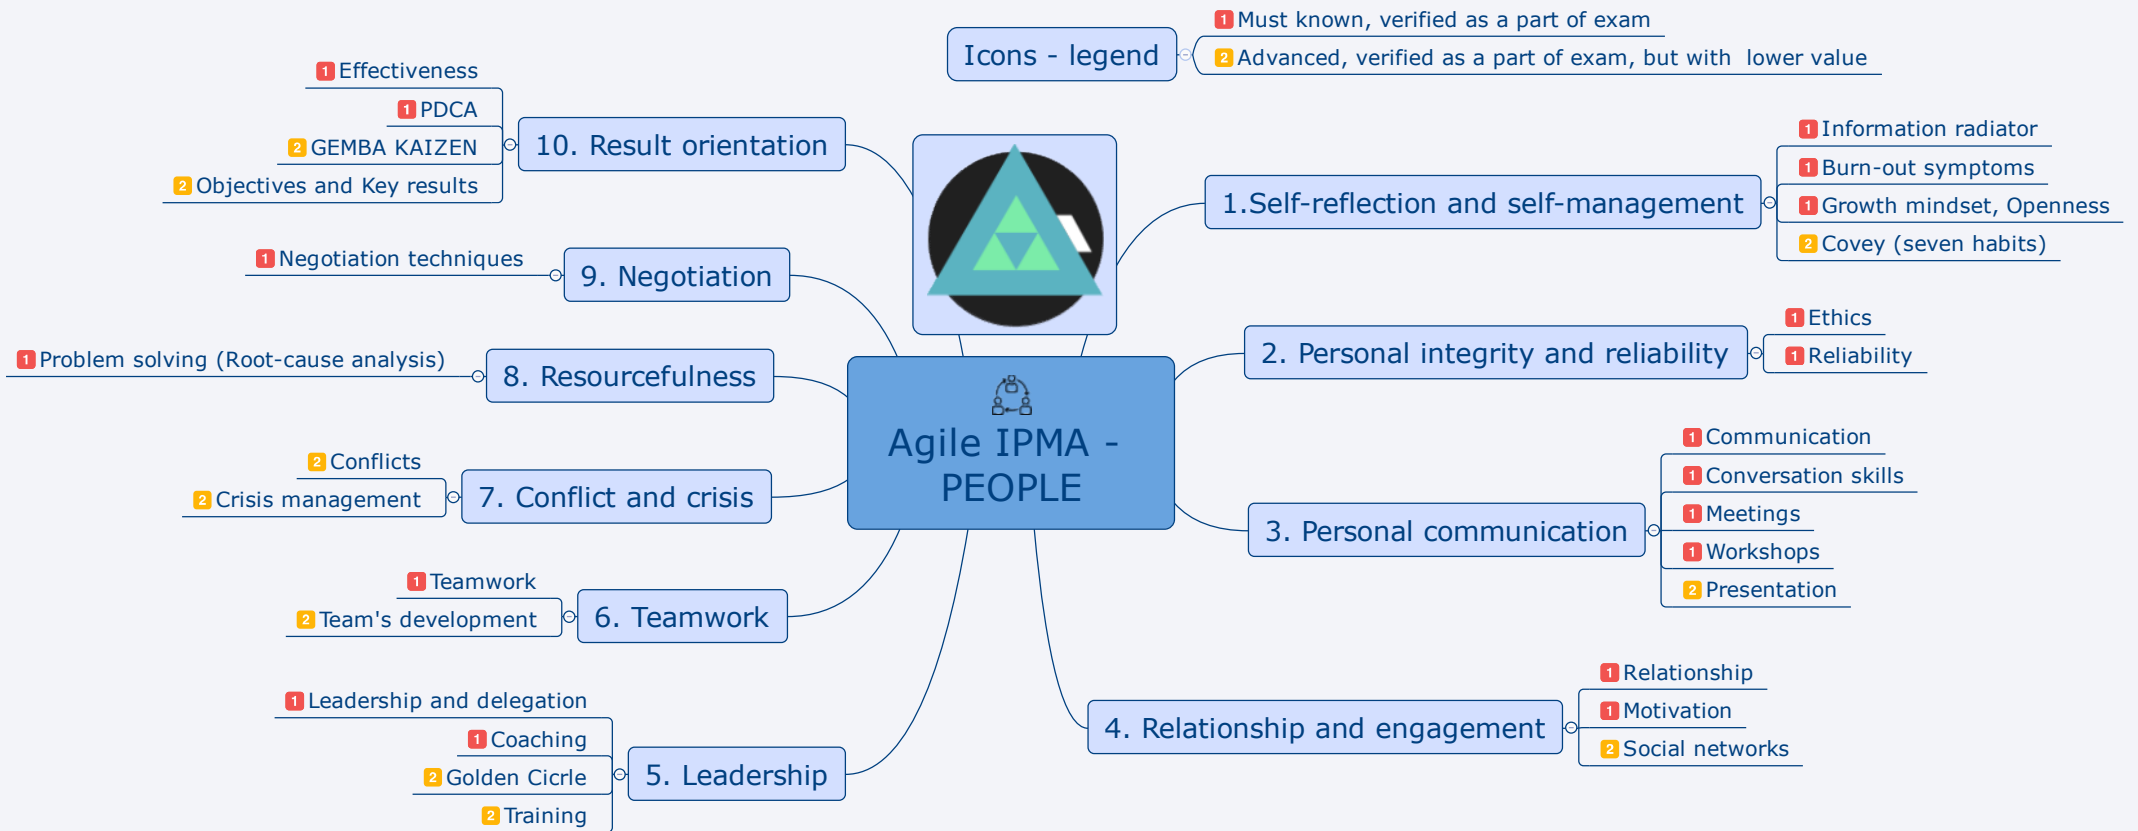 Icons - legend
1 Must known, verified as a part of exam
2 Advanced, verified as a part of exam, but with  lower value
Agile IPMA -
PEOPLE
1.Self-reflection and self-management
1 Information radiator
1 Burn-out symptoms
1 Growth mindset, Openness
2 Covey (seven habits)
2. Personal integrity and reliability
1 Ethics
1 Reliability
3. Personal communication
1 Communication
1 Conversation skills
1 Meetings
1 Workshops
2 Presentation
4. Relationship and engagement
1 Relationship
1 Motivation
2 Social networks
5. Leadership
1 Leadership and delegation
1 Coaching
2 Golden Cicrle
2 Training
6. Teamwork
1 Teamwork
2 Team's development
7. Conflict and crisis
2 Conflicts
2 Crisis management
8. Resourcefulness
1 Problem solving (Root-cause analysis)
9. Negotiation
1 Negotiation techniques
10. Result orientation
1 Effectiveness
1 PDCA
2 GEMBA KAIZEN
2 Objectives and Key results